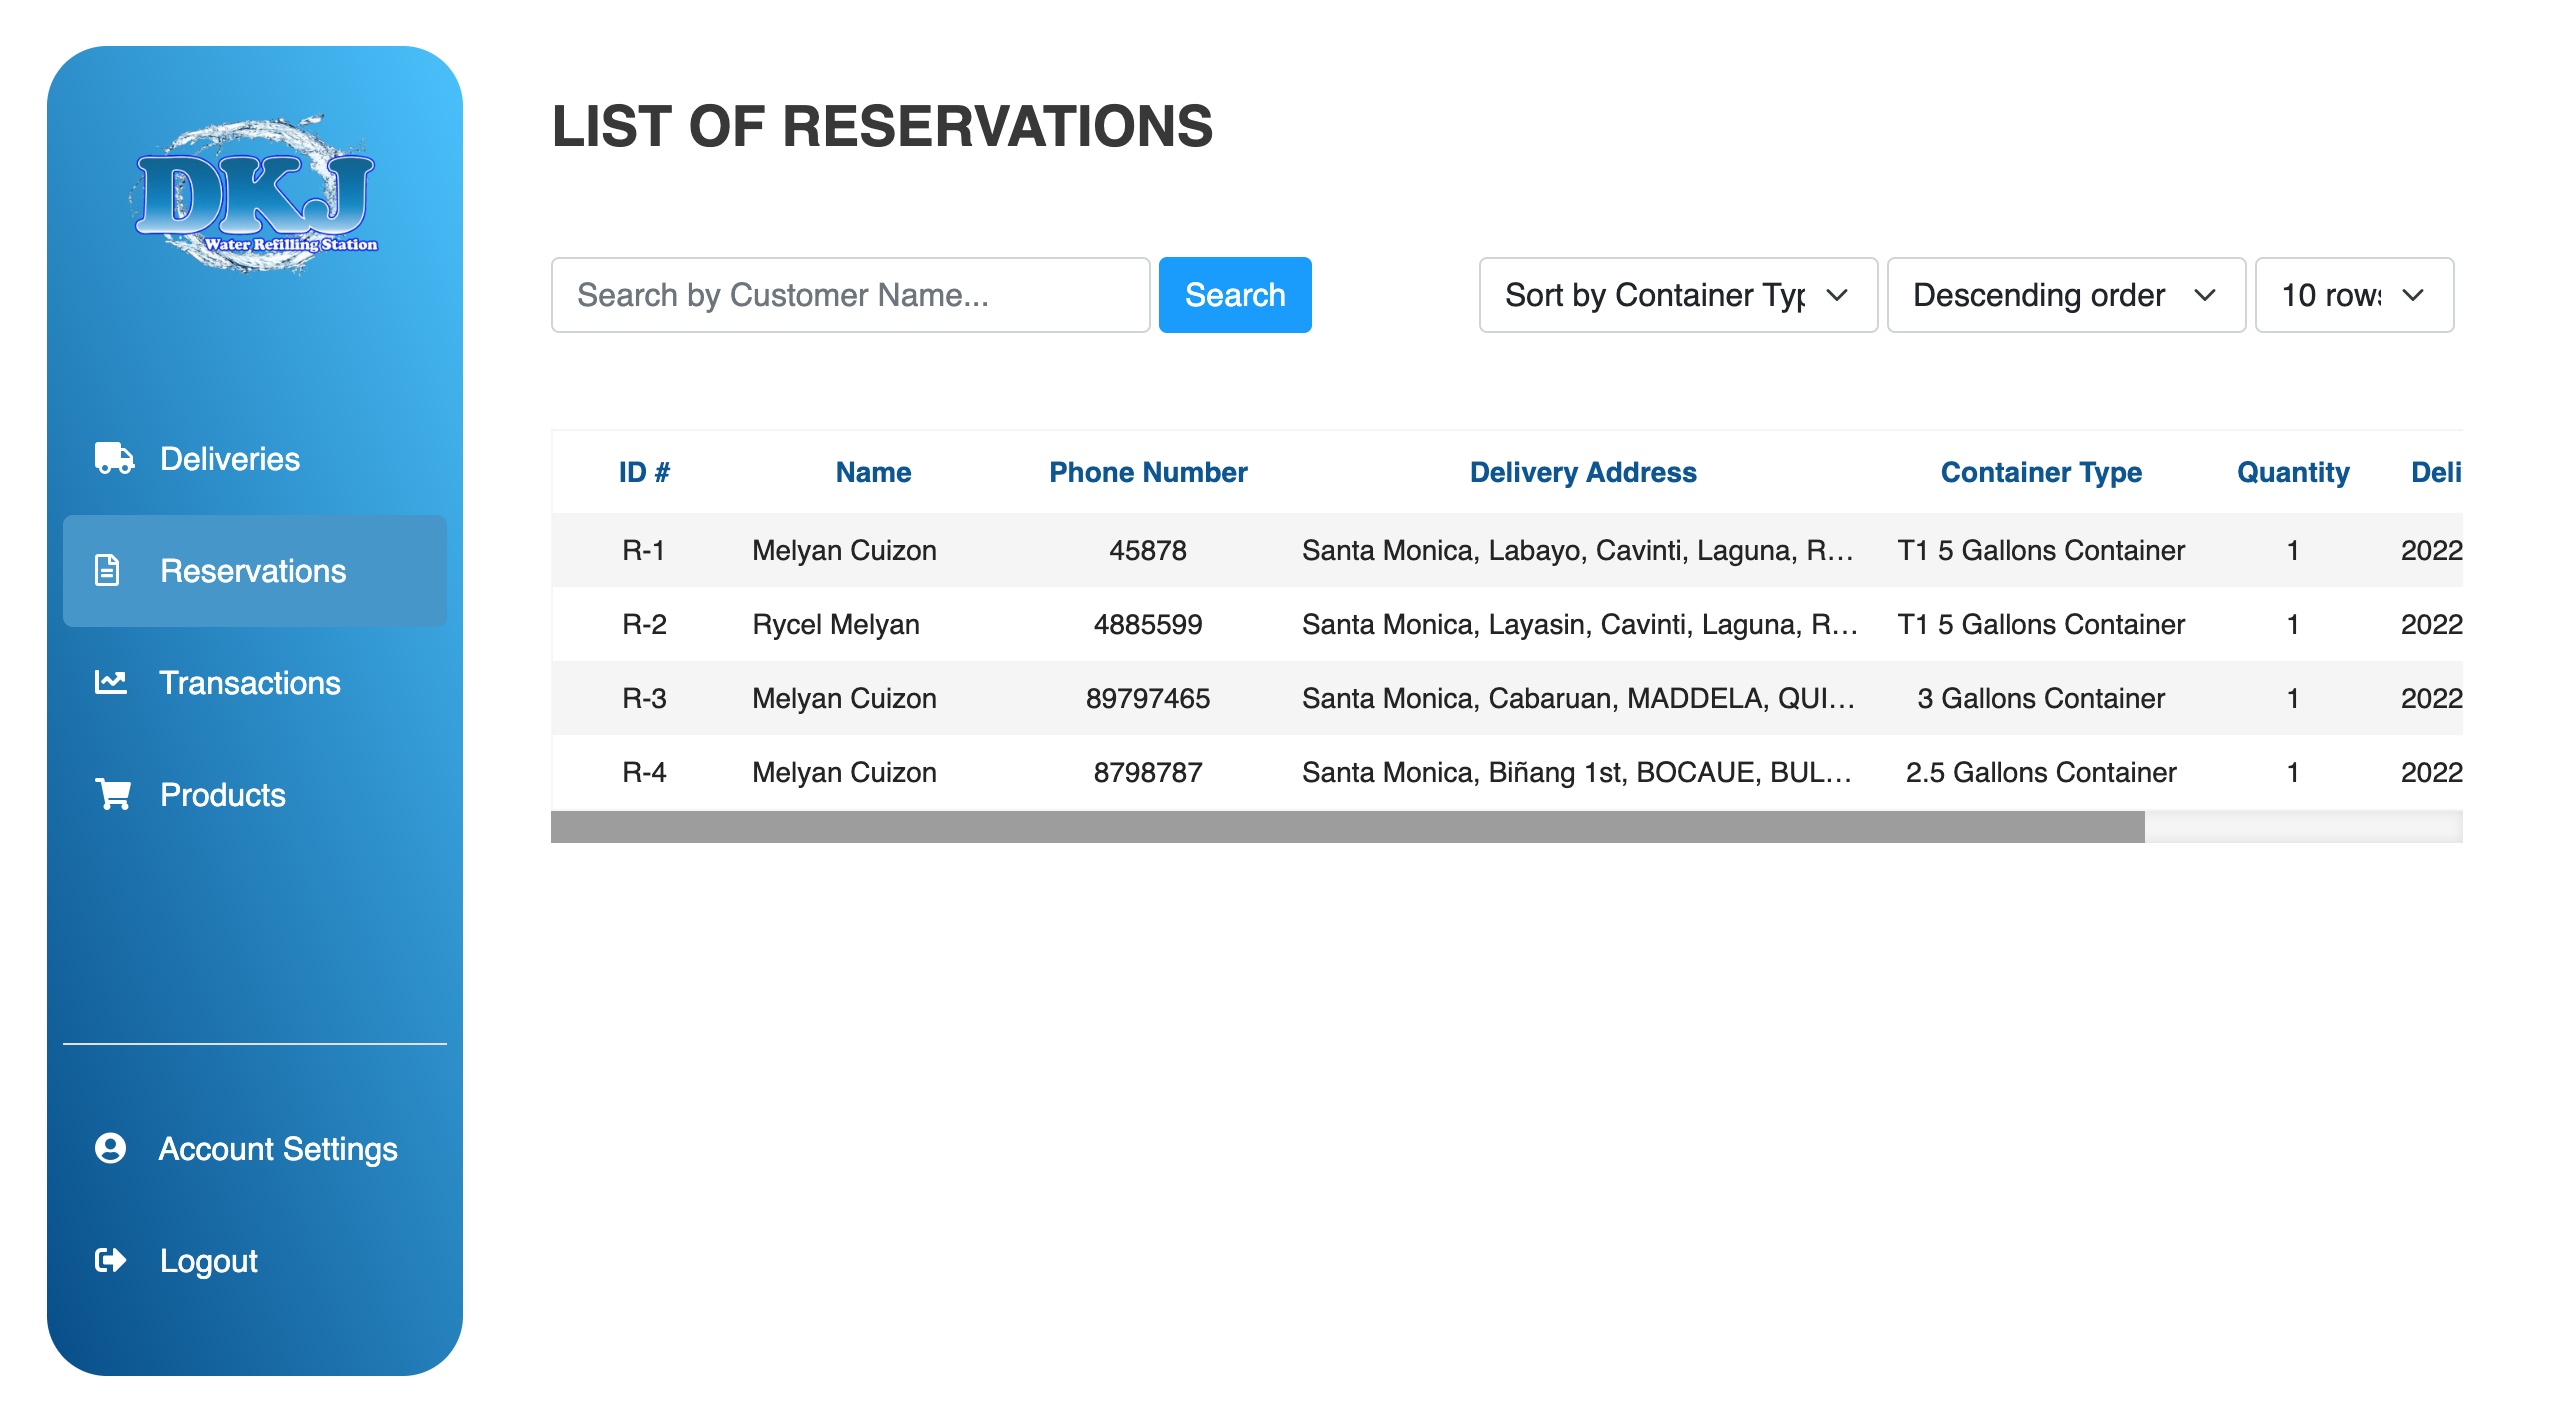 DKJ
Water Refilling Station
Deliveries
Reservations
Transactions
Products
Account Settings
Logout
LIST OF RESERVATIONS
Search by Customer Name... Search Sort by Container Typ Descending order 10 rows
ID # Name Phone Number Delivery Address Container Type Quantity Deli
R-1 Melyan Cuizon 45878 Santa Monica, Labayo, Cavinti, Laguna, R... T1 5 Gallons Container 1 2022
R-2 Rycel Melyan 4885599 Santa Monica, Layasin, Cavinti, Laguna, R... T1 5 Gallons Container 1 2022
R-3 Melyan Cuizon 89797465 Santa Monica, Cabaruan, MADDELA, QUI... 3 Gallons Container 1 2022
R-4 Melyan Cuizon 8798787 Santa Monica, Biñang 1st, BOCAUE, BUL... 2.5 Gallons Container 1 2022